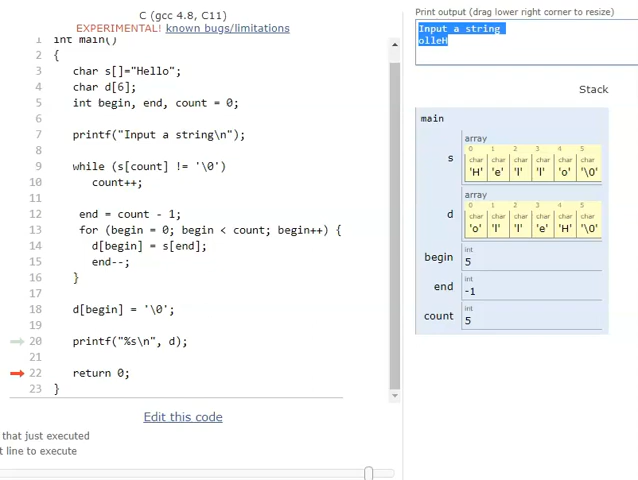 C (gcc 4.8, C11)
EXPERIMENTAL! known bugs/limitations
1 int main()
2 {
3 char s[]="Hello";
4 char d[6];
5 int begin, end, count = 0;
6
7 printf("Input a string\n");
8
9 while (s[count] != '\0')
10 count++;
11
12 end = count - 1;
13 for (begin = 0; begin < count; begin++) {
14 d[begin] = s[end];
15 end--;
16 }
17
18 d[begin] = '\0';
19
20 printf("%s\n", d);
21
22 return 0;
23 }
Edit this code
that just executed
t line to execute
Print output (drag lower right corner to resize)
Input a string
olleH
Stack
main
array
0 1 2 3 4 5
char char char char char char
s 'H' 'e' 'l' 'l' 'o' '\0'
array
0 1 2 3 4 5
char char char char char char
d 'o' 'l' 'l' 'e' 'H' '\0'
int
begin 5
int
end -1
int
count 5